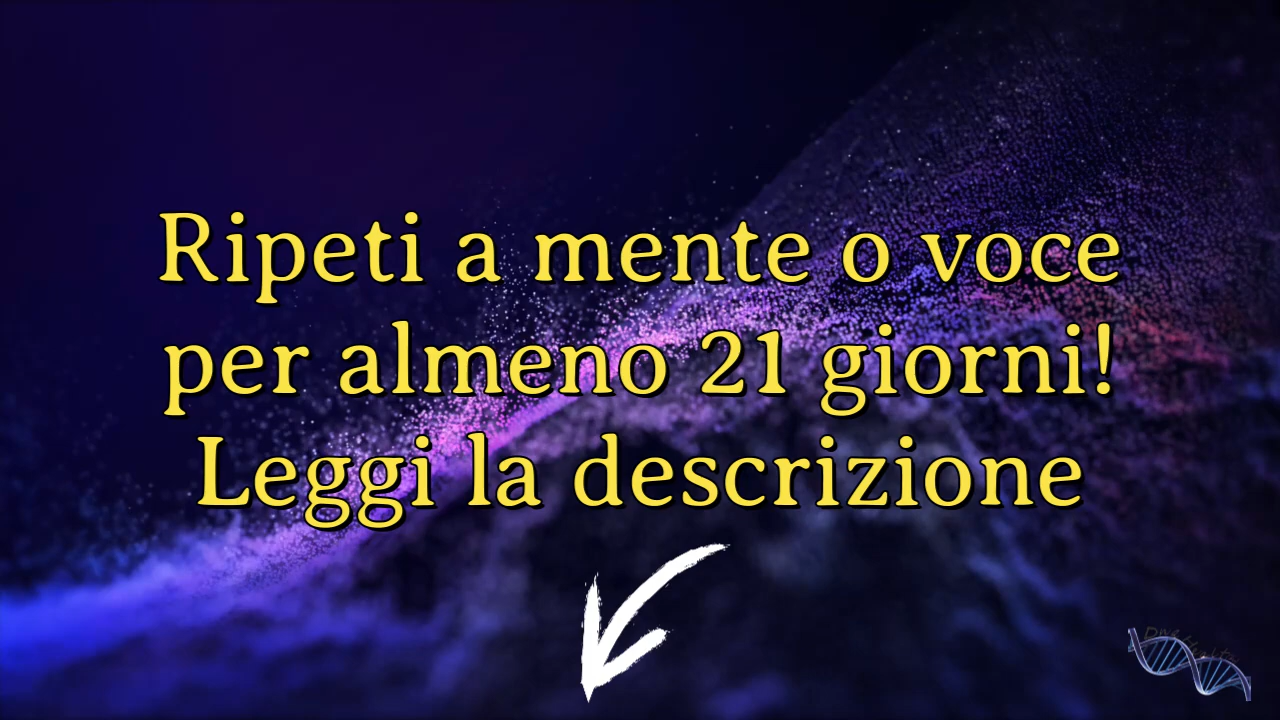 Ripeti a mente o voce
per almeno 21 giorni!
Leggi la descrizione